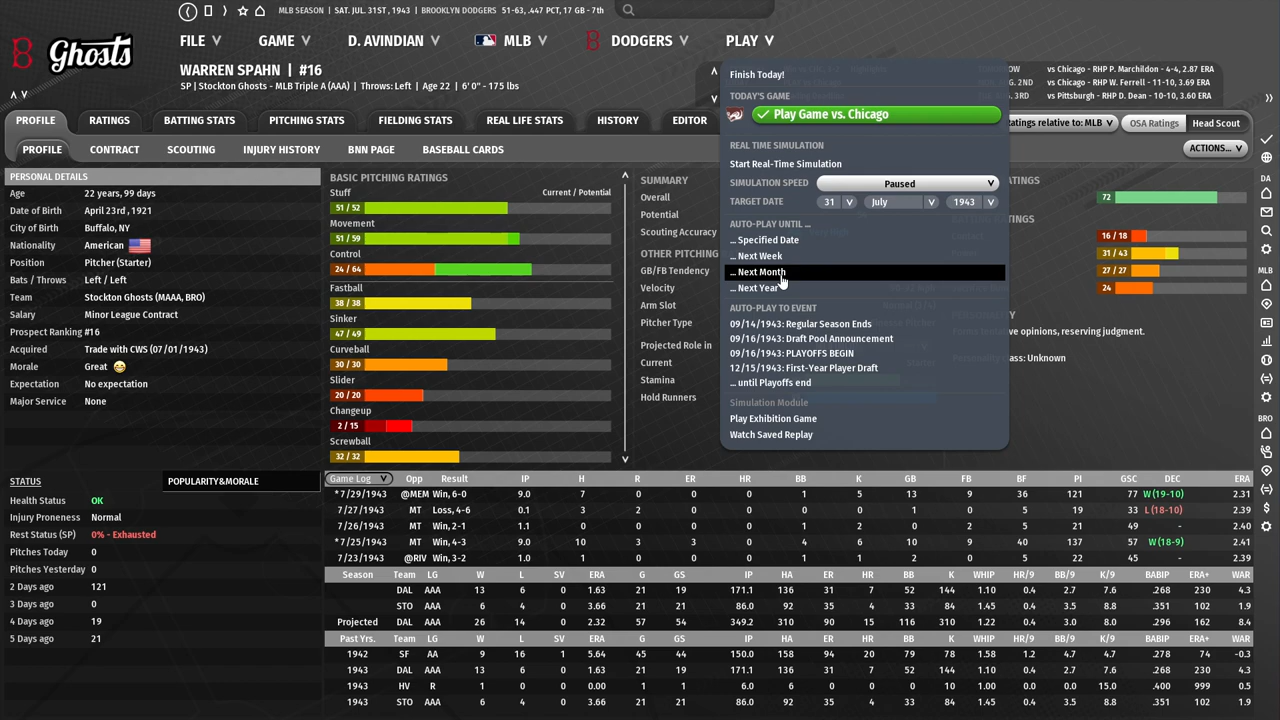 MLB SEASON | SAT. JUL. 31ST, 1943 | BROOKLYN DODGERS 51-63, .447 PCT, 17 GB - 7th
FILE GAME D. AVINDIAN MLB DODGERS PLAY
Ghosts
WARREN SPAHN | #16
SP | Stockton Ghosts - MLB Triple A (AAA) | Throws: Left | Age 22 | 6'0" - 175 lbs
vs Chicago - RHP P. Marchildon - 4-4, 2.87 ERA
vs Chicago - RHP W. Ferrell - 11-10, 3.69 ERA
vs Pittsburgh - RHP D. Dean - 10-10, 3.60 ERA
PROFILE RATINGS BATTING STATS PITCHING STATS FIELDING STATS REAL LIFE STATS HISTORY EDITOR
atings relative to: MLB OSA Ratings Head Scout
PROFILE CONTRACT SCOUTING INJURY HISTORY BNN PAGE BASEBALL CARDS ACTIONS...
PERSONAL DETAILS
Age 22 years, 99 days
Date of Birth April 23rd, 1921
City of Birth Buffalo, NY
Nationality American
Position Pitcher (Starter)
Bats / Throws Left / Left
Team Stockton Ghosts (MAAA, BRO)
Salary Minor League Contract
Prospect Ranking #16
Acquired Trade with CWS (07/01/1943)
Morale Great
Expectation No expectation
Major Service None
BASIC PITCHING RATINGS
Stuff Current / Potential
51 / 52
Movement
51 / 59
Control
24 / 64
Fastball
38 / 38
Sinker
47 / 49
Curveball
30 / 30
Slider
20 / 20
Changeup
2 / 15
Screwball
32 / 32
SUMMARY
Overall
Potential
Scouting Accuracy
OTHER PITCHING
GB/FB Tendency
Velocity
Arm Slot
Pitcher Type
Projected Role in
Current
Stamina
Hold Runners
Finish Today!
TODAY'S GAME
Play Game vs. Chicago
REAL TIME SIMULATION
Start Real-Time Simulation
SIMULATION SPEED Paused
TARGET DATE 31 July 1943
AUTO-PLAY UNTIL ...
... Specified Date
... Next Week
... Next Month
... Next Year
AUTO-PLAY TO EVENT
09/14/1943: Regular Season Ends
09/16/1943: Draft Pool Announcement
09/16/1943: PLAYOFFS BEGIN
12/15/1943: First-Year Player Draft
... until Playoffs end
Simulation Module
Play Exhibition Game
Watch Saved Replay
ATINGS
72
16 / 18
31 / 43
27 / 27
24
opinions, reserving judgment.
Unknown
DA
MLB
BRO
STATUS POPULARITY&MORALE
Health Status OK
Injury Proneness Normal
Rest Status (SP) 0% - Exhausted
Pitches Today 0
Pitches Yesterday 0
2 Days ago 121
3 Days ago 0
4 Days ago 19
5 Days ago 21
Game Log Opp Result IP H R ER HR BB K GB FB BF PI GSC DEC ERA
*7/29/1943 @MEM Win, 6-0 9.0 7 0 0 0 1 5 13 9 36 121 77 W (19-10) 2.31
7/27/1943 MT Loss, 4-6 0.1 3 2 0 0 0 0 1 0 5 19 33 L (18-10) 2.39
7/26/1943 MT Win, 2-1 1.1 0 0 0 0 1 0 2 2 5 21 49 - 2.40
*7/25/1943 MT Win, 4-3 9.0 10 3 3 0 4 6 10 9 40 137 57 W (18-9) 2.41
7/23/1943 @RIV Win, 3-2 1.0 1 0 0 0 1 1 1 0 5 22 45 - 2.39
Season Team LG W L SV ERA G GS IP HA ER HR BB K WHIP HR/9 BB/9 K/9 BABIP ERA+ WAR
DAL AAA 13 6 0 1.63 21 19 171.1 136 31 7 52 144 1.10 0.4 2.7 7.6 .268 230 4.3
STO AAA 6 4 0 3.66 21 21 86.0 92 35 4 33 84 1.45 0.4 3.5 8.8 .351 102 1.9
Projected DAL AAA 26 14 0 2.32 57 54 349.2 310 90 15 116 310 1.22 0.4 3.0 8.0 .296 162 8.4
Past Yrs. Team LG W L SV ERA G GS IP HA ER HR BB K WHIP HR/9 BB/9 K/9 BABIP ERA+ WAR
1942 SF AA 9 16 1 5.64 45 44 150.0 158 94 20 79 78 1.58 1.2 4.7 4.7 .278 74 -0.3
1943 DAL AAA 13 6 0 1.63 21 19 171.1 136 31 7 52 144 1.10 0.4 2.7 7.6 .268 230 4.3
1943 HV R 1 0 0 0.00 1 1 6.0 6 0 0 0 10 1.00 0.0 0.0 15.0 .400 999 0.5
1943 STO AAA 6 4 0 3.66 21 21 86.0 92 35 4 33 84 1.45 0.4 3.5 8.8 .351 102 1.9